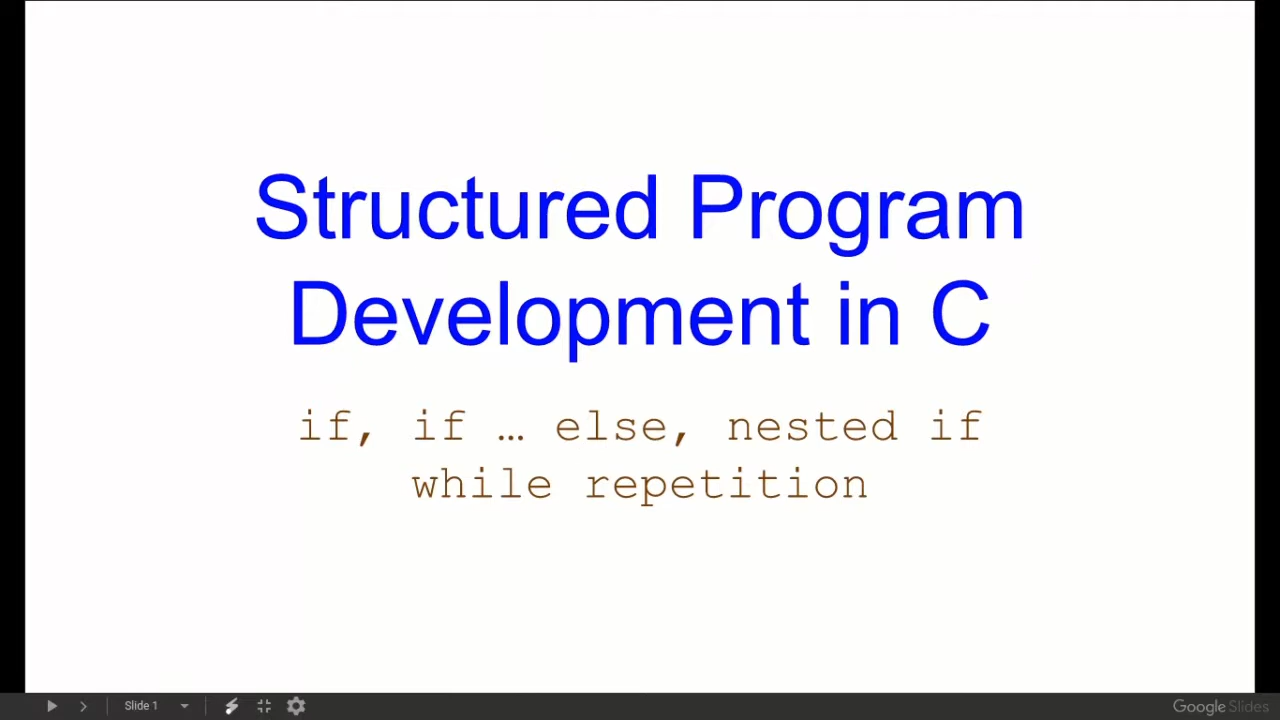 Structured Program
Development in C
if, if … else, nested if
while repetition
Slide 1
Google Slides